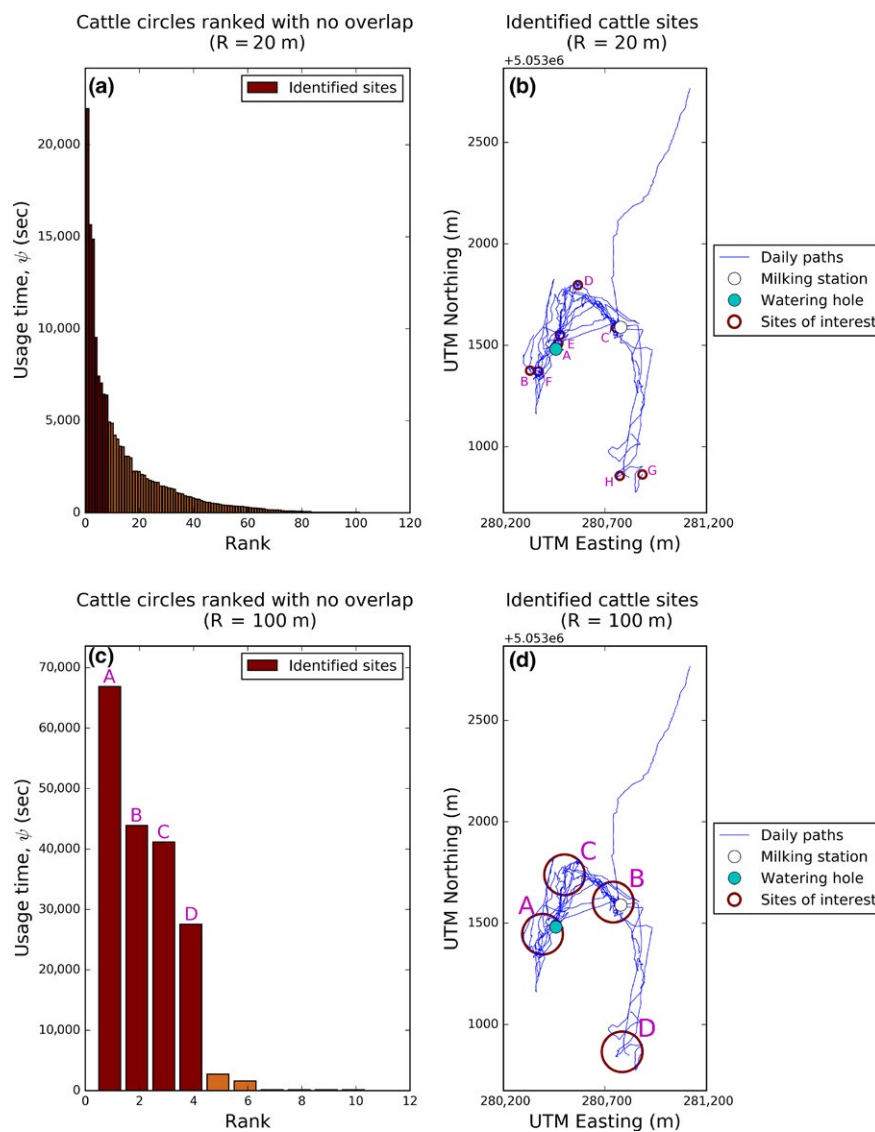 Cattle circles ranked with no overlap
(R = 20 m)
(a)
Identified sites
20,000
15,000
10,000
5,000
0
Usage time, ψ (sec)
0 20 40 60 80 100 120
Rank
Identified cattle sites
(R = 20 m)
+5.053e6
(b)
2500
2000
1500
1000
UTM Northing (m)
D
C
E
A
B
F
H
G
280,200 280,700 281,200
UTM Easting (m)
Daily paths
Milking station
Watering hole
Sites of interest
Cattle circles ranked with no overlap
(R = 100 m)
(c)
Identified sites
70,000
60,000
50,000
40,000
30,000
20,000
10,000
0
Usage time, ψ (sec)
A
B
C
D
0 2 4 6 8 10 12
Rank
Identified cattle sites
(R = 100 m)
+5.053e6
(d)
2500
2000
1500
1000
UTM Northing (m)
C
B
A
D
280,200 280,700 281,200
UTM Easting (m)
Daily paths
Milking station
Watering hole
Sites of interest